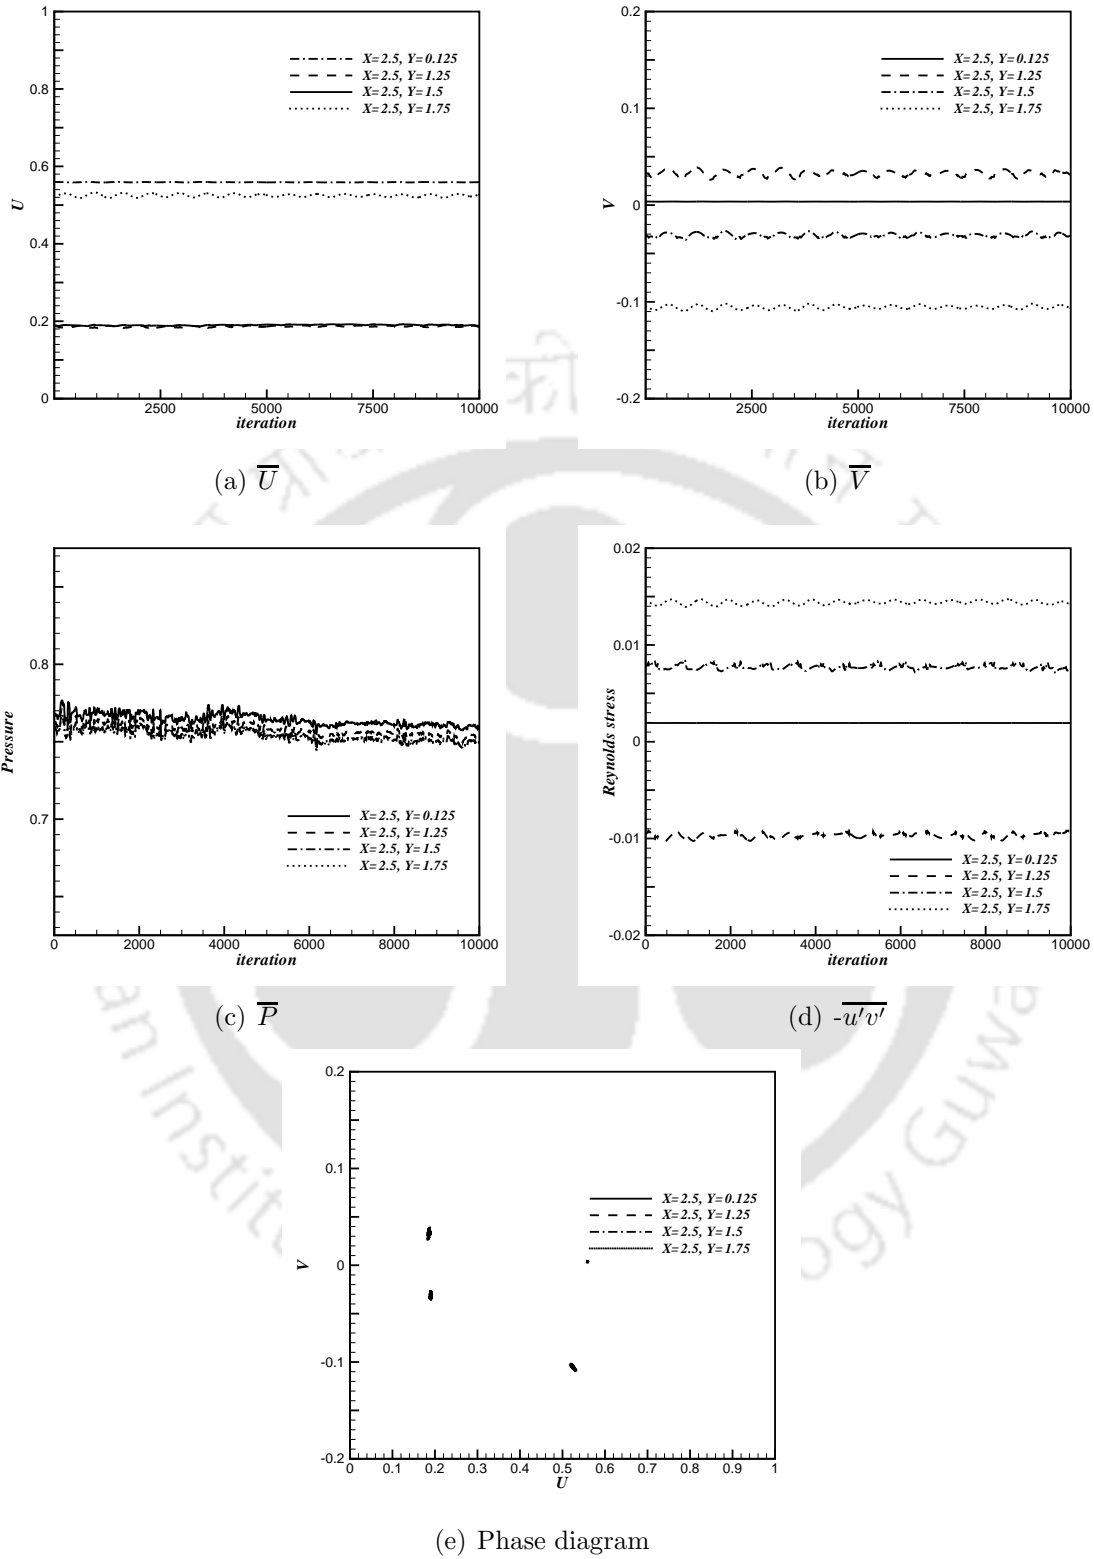 1
0.8
0.6
0.4
0.2
0
U
2500 5000 7500 10000
iteration
X=2.5, Y=0.125
X=2.5, Y=1.25
X=2.5, Y=1.5
X=2.5, Y=1.75
(a) U
0.2
0.1
0
-0.1
-0.2
V
2500 5000 7500 10000
iteration
X=2.5, Y=0.125
X=2.5, Y=1.25
X=2.5, Y=1.5
X=2.5, Y=1.75
(b) V
0.8
0.7
Pressure
0 2000 4000 6000 8000 10000
iteration
X=2.5, Y=0.125
X=2.5, Y=1.25
X=2.5, Y=1.5
X=2.5, Y=1.75
(c) P
0.02
0.01
0
-0.01
-0.02
Reynolds stress
0 2000 4000 6000 8000 10000
iteration
X=2.5, Y=0.125
X=2.5, Y=1.25
X=2.5, Y=1.5
X=2.5, Y=1.75
(d) -u'v'
0.2
0.1
0
-0.1
-0.2
V
0 0.1 0.2 0.3 0.4 0.5 0.6 0.7 0.8 0.9 1
U
X=2.5, Y=0.125
X=2.5, Y=1.25
X=2.5, Y=1.5
X=2.5, Y=1.75
(e) Phase diagram